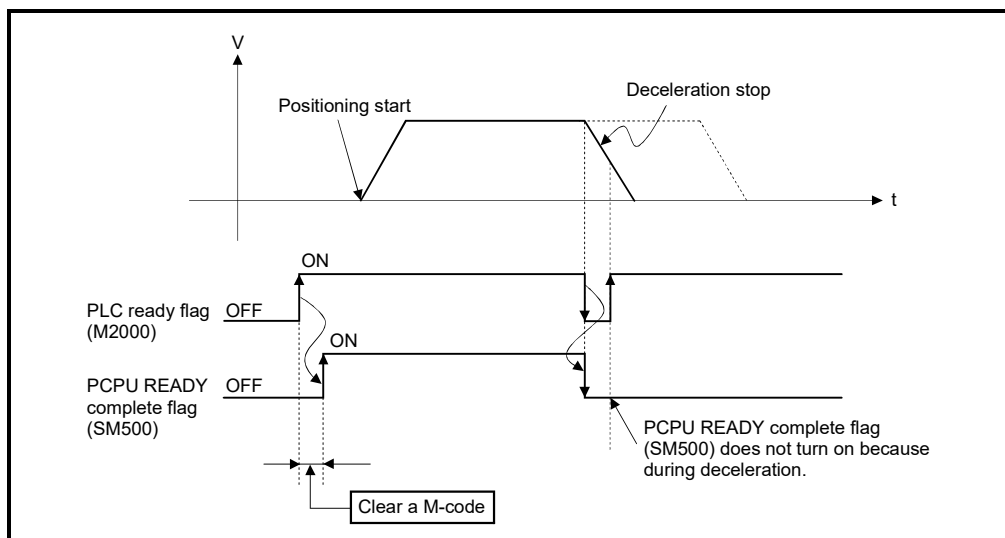 V
Positioning start
Deceleration stop
t
ON
PLC ready flag
(M2000)
OFF
ON
PCPU READY
complete flag
(SM500)
OFF
PCPU READY complete flag
(SM500) does not turn on because
during deceleration.
Clear a M-code